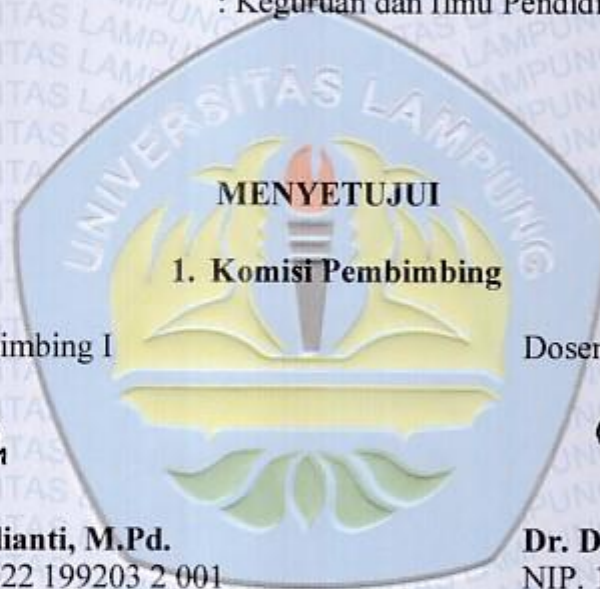 : Keguruan dan Ilmu Pendidi
UNIVERSITAS LAMPUNG
MENYETUJUI
1. Komisi Pembimbing
imbing I
Dosen
lianti, M.Pd.
Dr. D
22 199203 2 001
NIP. 1